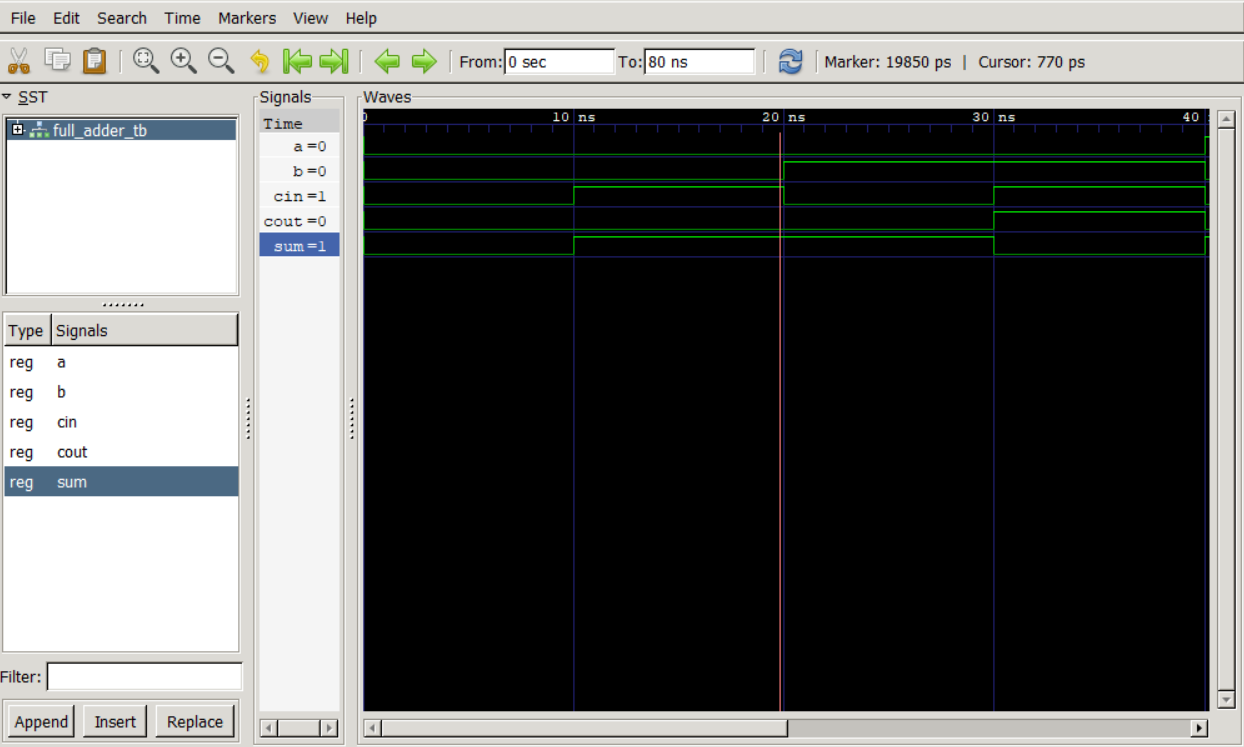 File Edit Search Time Markers View Help
From: 0 sec To: 80 ns Marker: 19850 ps | Cursor: 770 ps
SST
full_adder_tb
Type Signals
reg a
reg b
reg cin
reg cout
reg sum
Filter:
Append Insert Replace
Signals
Time
a=0
b=0
cin=1
cout=0
sum=1
Waves
10 ns 20 ns 30 ns 40